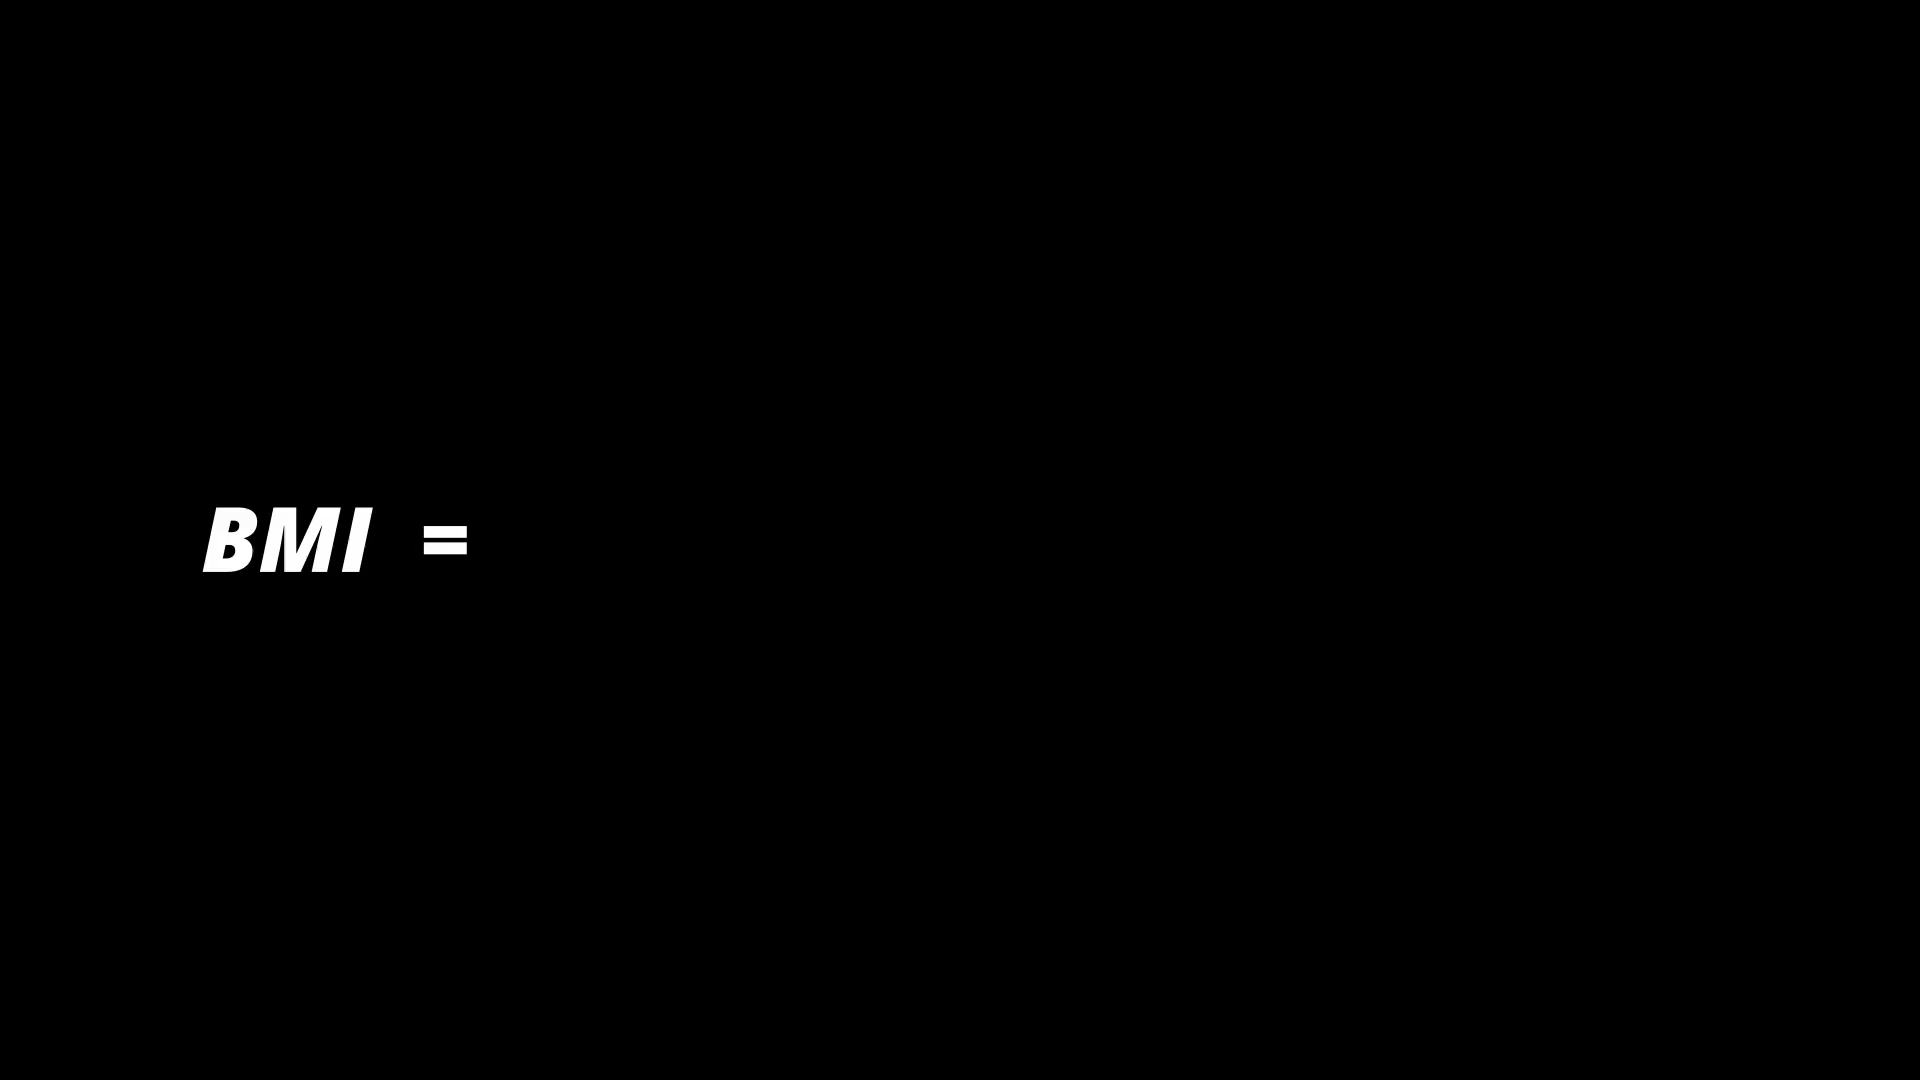 BMI =